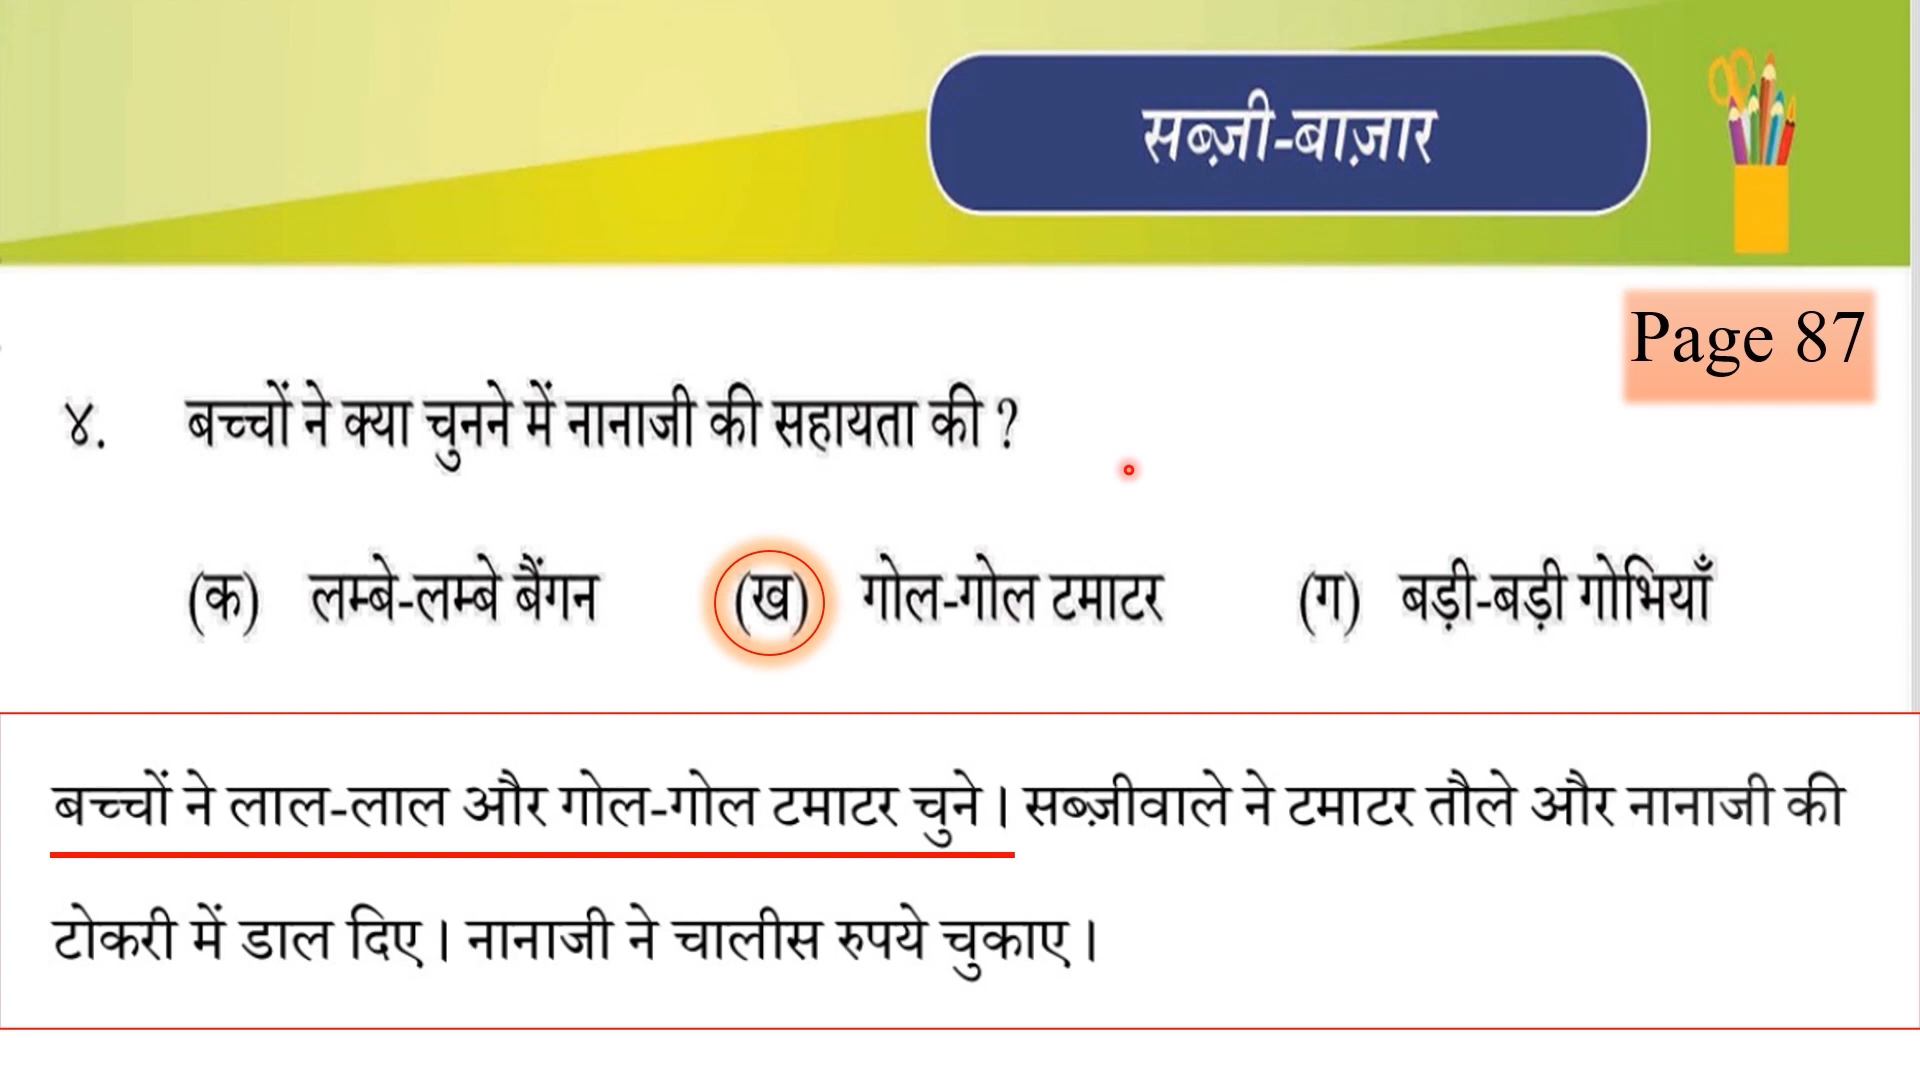 सब्ज़ी-बाज़ार
Page 87
४. बच्चों ने क्या चुनने में नानाजी की सहायता की ?
(क) लम्बे-लम्बे बैंगन (ख) गोल-गोल टमाटर (ग) बड़ी-बड़ी गोभियाँ
बच्चों ने लाल-लाल और गोल-गोल टमाटर चुने। सब्ज़ीवाले ने टमाटर तौले और नानाजी की
टोकरी में डाल दिए। नानाजी ने चालीस रुपये चुकाए।